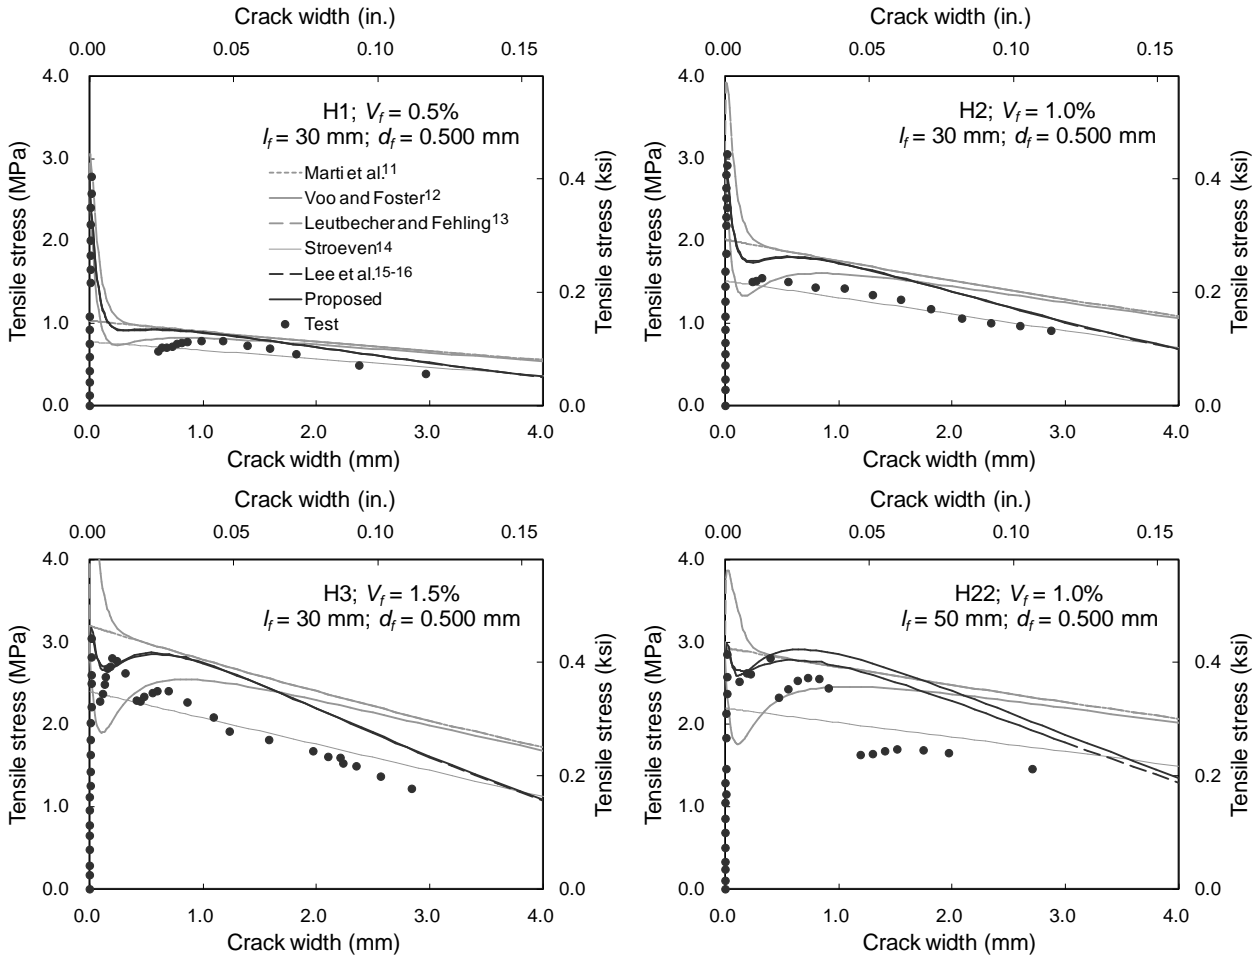 Crack width (in.)
0.00 0.05 0.10 0.15
4.0
3.0
2.0
1.0
0.0
Tensile stress (MPa)
H1; Vf = 0.5%
lf = 30 mm; df = 0.500 mm
Marti et al.11
Voo and Foster12
Leutbecher and Fehling13
Stroeven14
Lee et al.15-16
Proposed
Test
0.4
0.2
0.0
Tensile stress (ksi)
0.0 1.0 2.0 3.0 4.0
Crack width (mm)
Crack width (in.)
0.00 0.05 0.10 0.15
4.0
3.0
2.0
1.0
0.0
Tensile stress (MPa)
H2; Vf = 1.0%
lf = 30 mm; df = 0.500 mm
0.4
0.2
0.0
Tensile stress (ksi)
0.0 1.0 2.0 3.0 4.0
Crack width (mm)
Crack width (in.)
0.00 0.05 0.10 0.15
4.0
3.0
2.0
1.0
0.0
Tensile stress (MPa)
H3; Vf = 1.5%
lf = 30 mm; df = 0.500 mm
0.4
0.2
0.0
Tensile stress (ksi)
0.0 1.0 2.0 3.0 4.0
Crack width (mm)
Crack width (in.)
0.00 0.05 0.10 0.15
4.0
3.0
2.0
1.0
0.0
Tensile stress (MPa)
H22; Vf = 1.0%
lf = 50 mm; df = 0.500 mm
0.4
0.2
0.0
Tensile stress (ksi)
0.0 1.0 2.0 3.0 4.0
Crack width (mm)